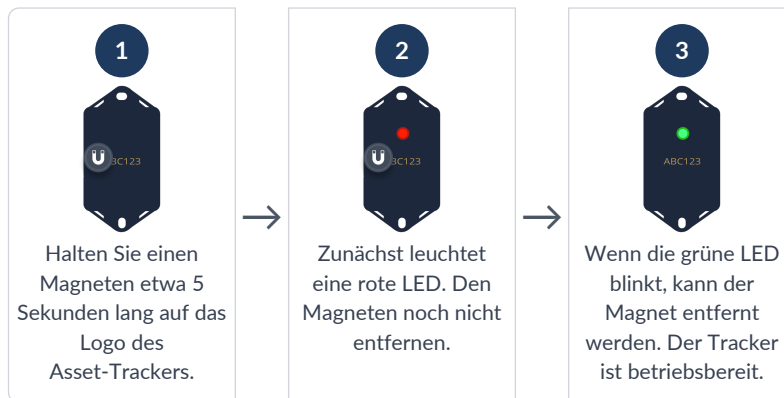 1
BC123
Halten Sie einen
Magneten etwa 5
Sekunden lang auf das
Logo des
Asset-Trackers.
2
BC123
Zunächst leuchtet
eine rote LED. Den
Magneten noch nicht
entfernen.
3
ABC123
Wenn die grüne LED
blinkt, kann der
Magnet entfernt
werden. Der Tracker
ist betriebsbereit.